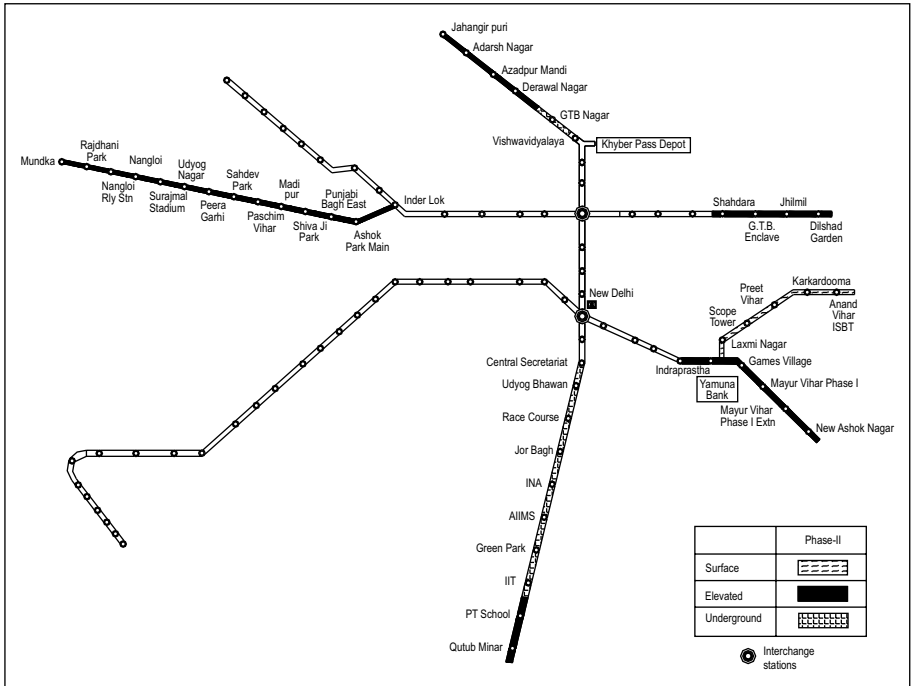 Jahangir puri
Adarsh Nagar
Azadpur Mandi
Derawal Nagar
GTB Nagar
Vishwavidyalaya
Khyber Pass Depot
Mundka
Rajdhani
Park
Nangloi
Rly Stn
Nangloi
Surajmal
Stadium
Udyog
Nagar
Peera
Garhi
Sahdev
Park
Paschim
Vihar
Madi
pur
Shiva Ji
Park
Punjabi
Bagh East
Ashok
Park Main
Inder Lok
Shahdara
G.T.B.
Enclave
Jhilmil
Dilshad
Garden
New Delhi
Karkardooma
Preet
Vihar
Anand
Vihar
ISBT
Scope
Tower
Laxmi Nagar
Central Secretariat
Indraprastha
Games Village
Yamuna
Bank
Mayur Vihar Phase I
Mayur Vihar
Phase I Extn
New Ashok Nagar
Udyog Bhawan
Race Course
Jor Bagh
INA
AIIMS
Green Park
IIT
PT School
Qutub Minar
Phase-II
Surface
Elevated
Underground
Interchange
stations